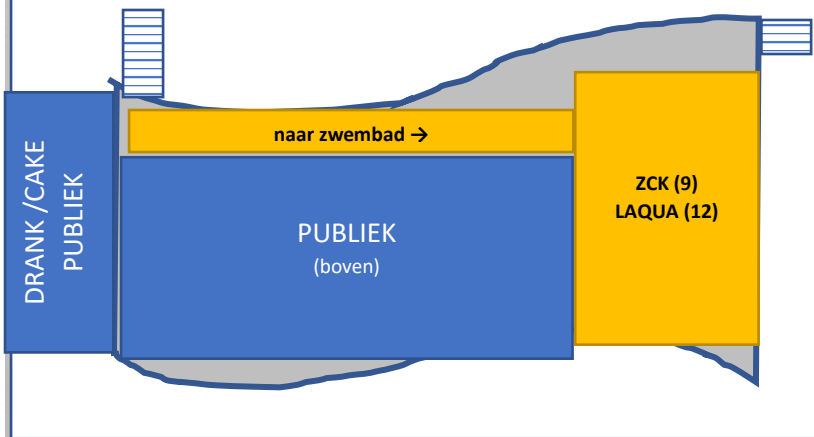 DRANK /CAKE
PUBLIEK
naar zwembad →
PUBLIEK
(boven)
ZCK (9)
LAQUA (12)